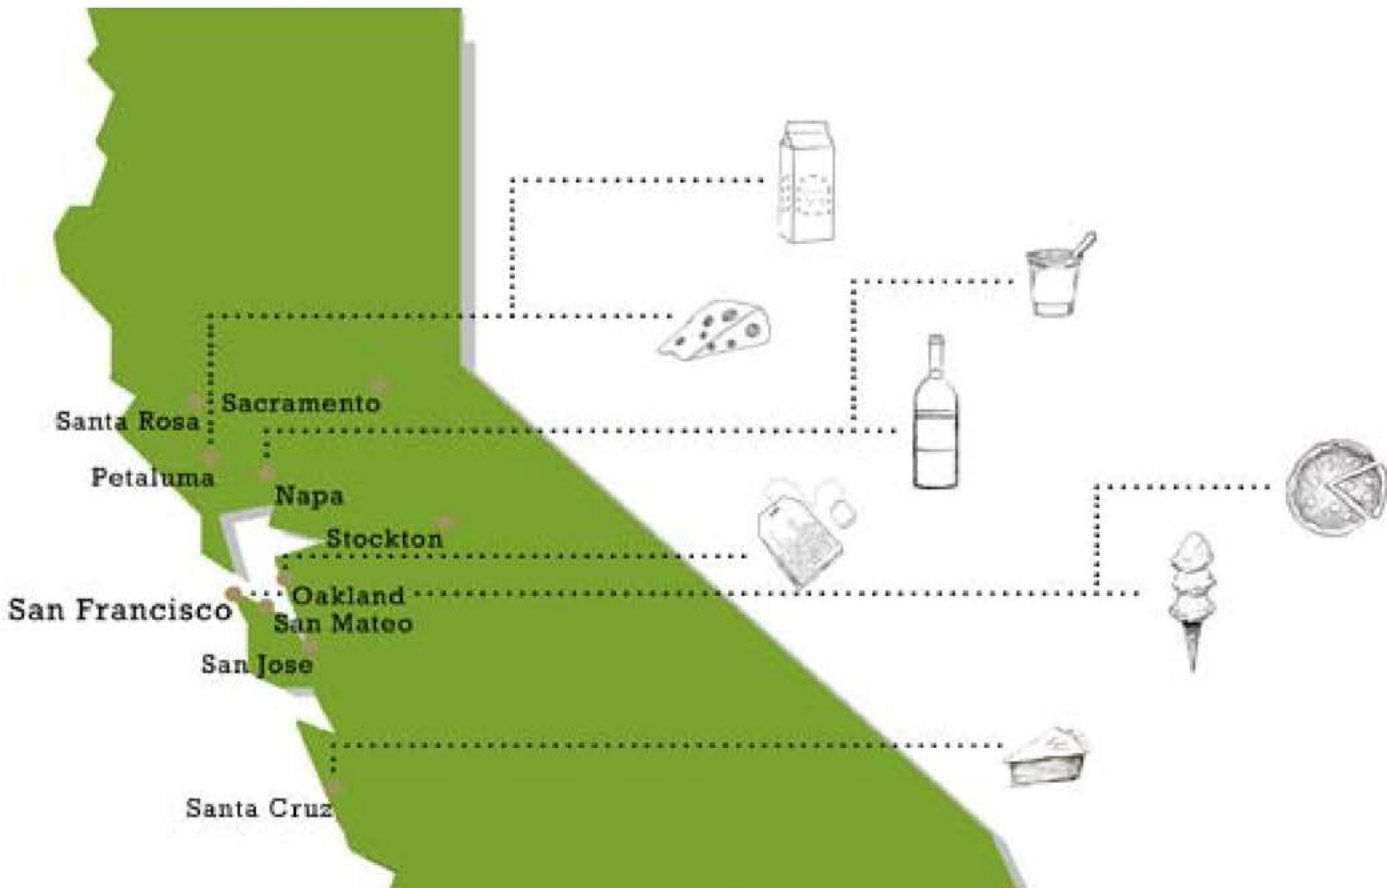 Sacramento
Santa Rosa
Petaluma
Napa
Stockton
Oakland
San Francisco
San Mateo
San Jose
Santa Cruz